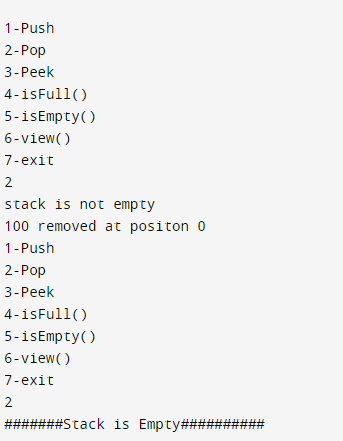 1-Push
2-Pop
3-Peek
4-isFull()
5-isEmpty()
6-view()
7-exit
2
stack is not empty
100 removed at positon 0
1-Push
2-Pop
3-Peek
4-isFull()
5-isEmpty()
6-view()
7-exit
2
#######Stack is Empty##########